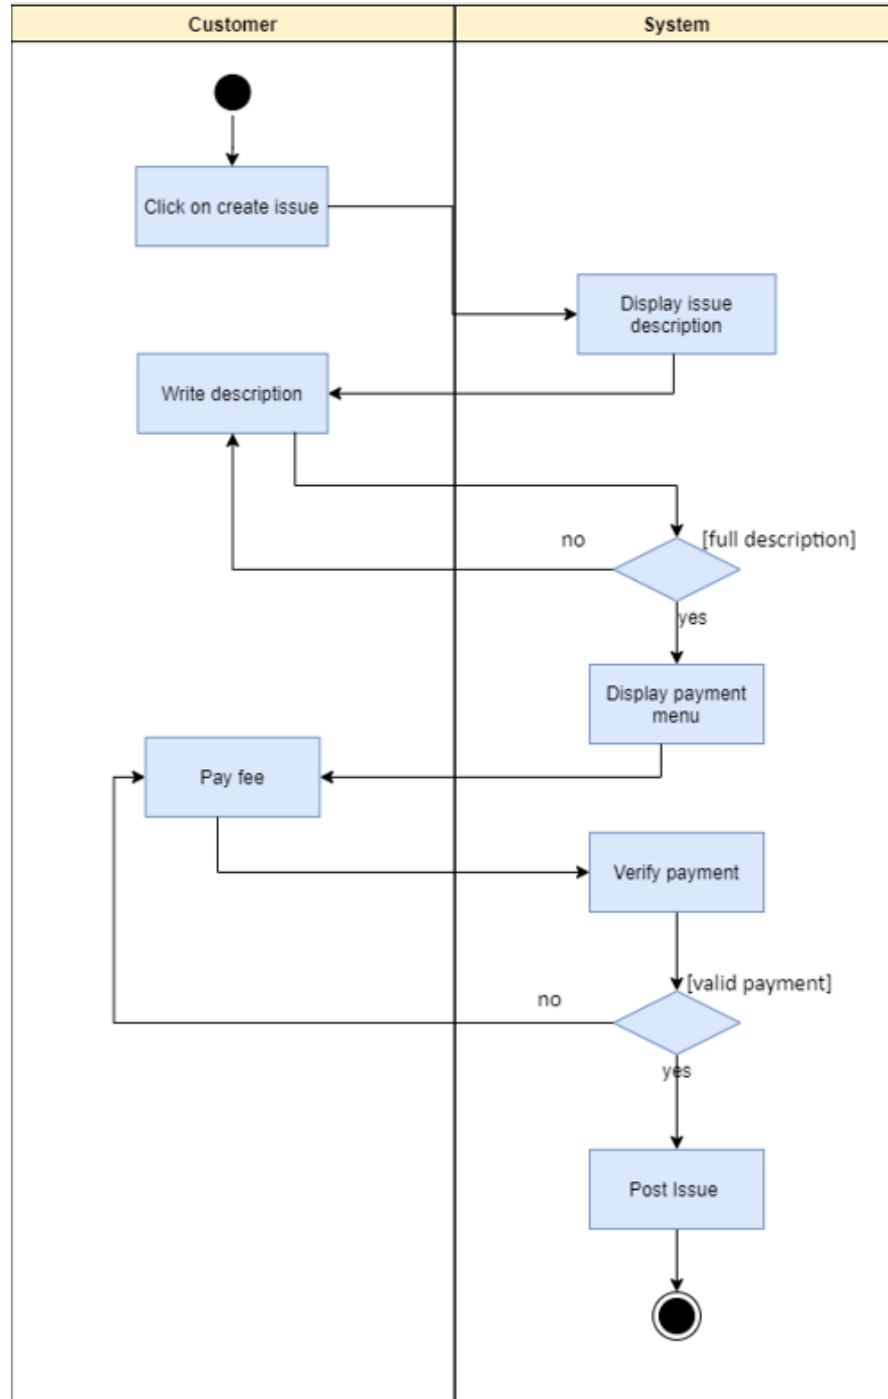 Customer
System
Click on create issue
Display issue
description
Write description
no
[full description]
yes
Display payment
menu
Pay fee
Verify payment
[valid payment]
no
yes
Post Issue